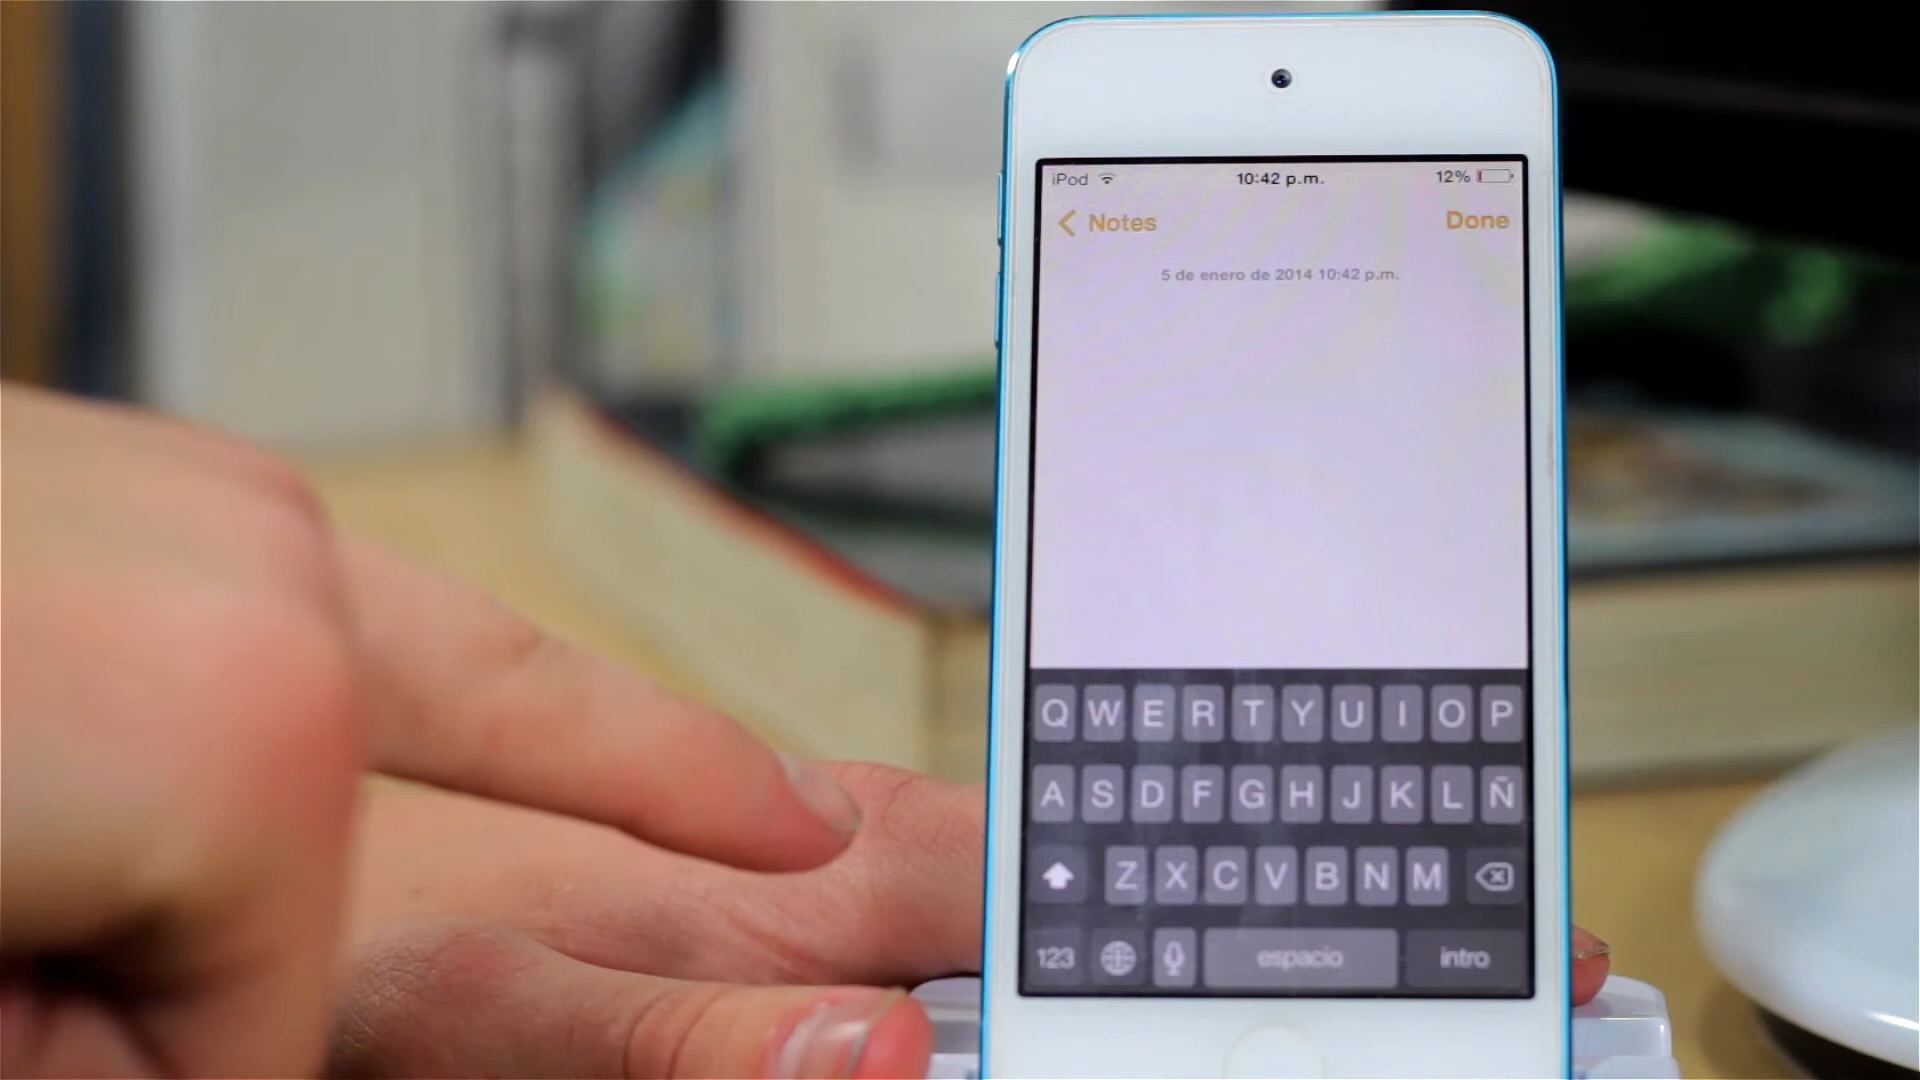 iPod 10:42 p.m. 12%
Notes Done
5 de enero de 2014 10:42 p.m.
Q W E R T Y U I O P
A S D F G H J K L Ñ
Z X C V B N M
123 espacio intro